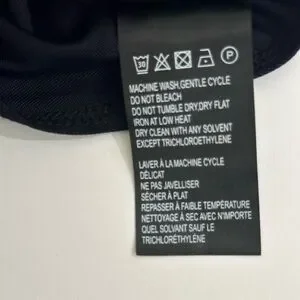 30 P
MACHINE WASH,GENTLE CYCLE
DO NOT BLEACH
DO NOT TUMBLE DRY,DRY FLAT
IRON AT LOW HEAT
DRY CLEAN WITH ANY SOLVENT
EXCEPT TRICHLOROETHYLENE
LAVER À LA MACHINE CYCLE
DÉLICAT
NE PAS JAVELLISER
SÈCHER À PLAT
REPASSER À FAIBLE TEMPÉRATURE
NETTOYAGE À SEC AVEC N'IMPORTE
QUEL SOLVANT SAUF LE
TRICHLORÉTHYLÈNE